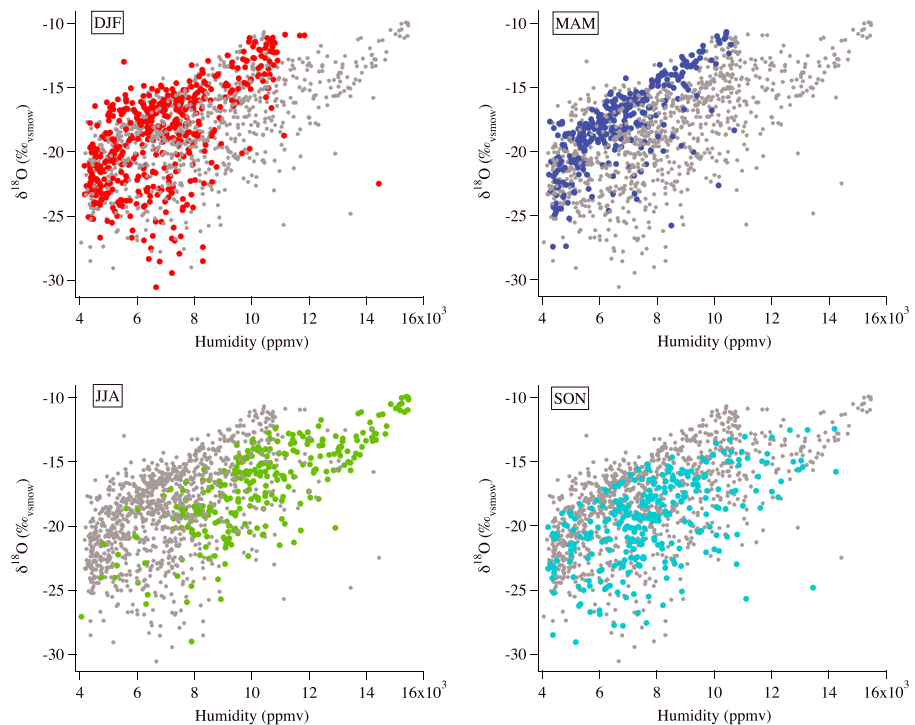 DJF
-10
-15
-20
-25
-30
δ¹⁸O (‰vsmow)
4 6 8 10 12 14 16x10³
Humidity (ppmv)
MAM
-10
-15
-20
-25
-30
δ¹⁸O (‰vsmow)
4 6 8 10 12 14 16x10³
Humidity (ppmv)
JJA
-10
-15
-20
-25
-30
δ¹⁸O (‰vsmow)
4 6 8 10 12 14 16x10³
Humidity (ppmv)
SON
-10
-15
-20
-25
-30
δ¹⁸O (‰vsmow)
4 6 8 10 12 14 16x10³
Humidity (ppmv)